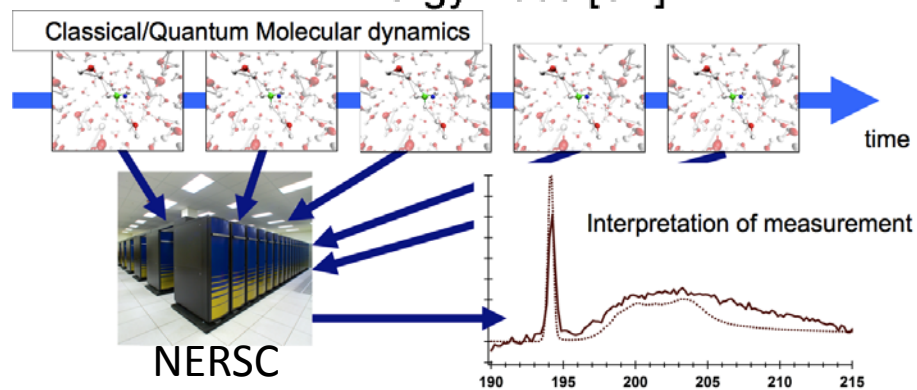 Classical/Quantum Molecular dynamics
time
Interpretation of measurement
NERSC
190 195 200 205 210 215